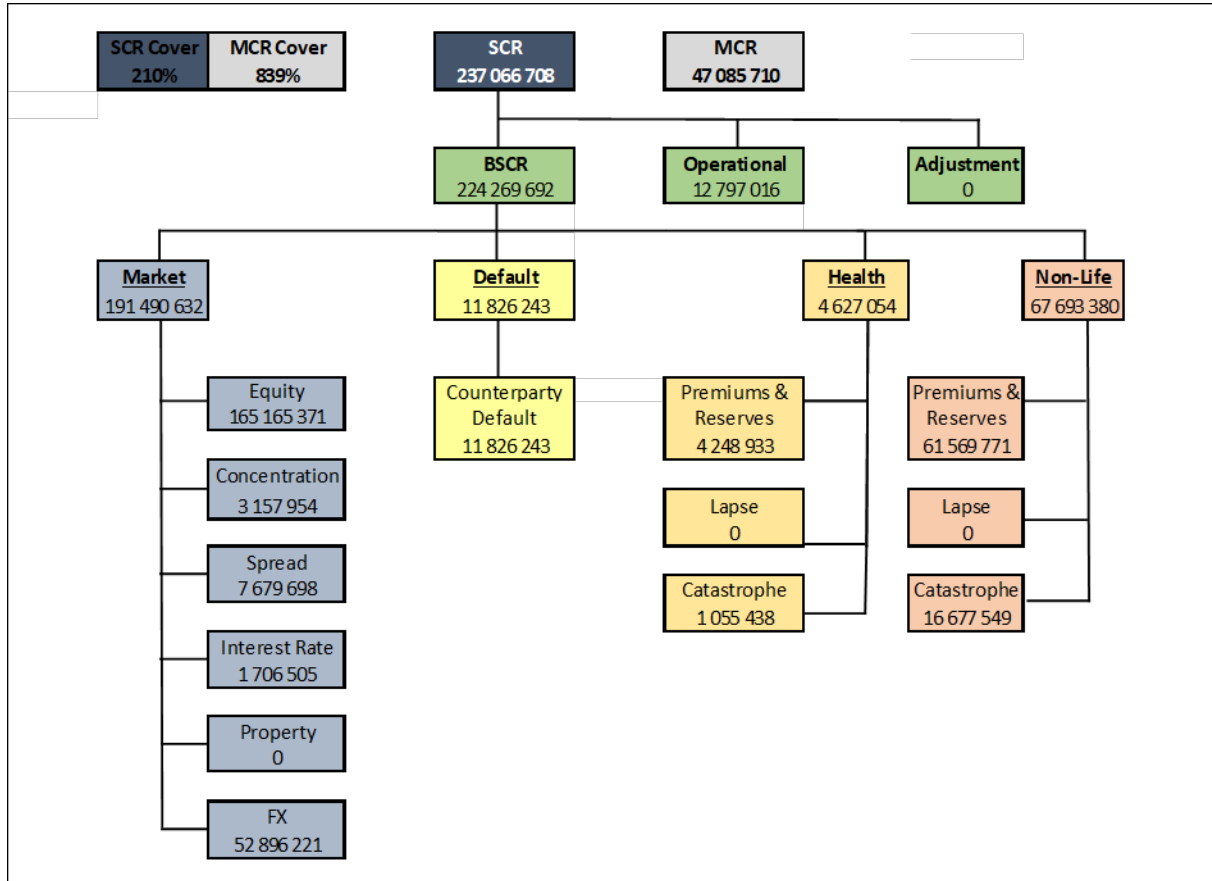 SCR Cover
210%
MCR Cover
839%
SCR
237 066 708
MCR
47 085 710
BSCR
224 269 692
Operational
12 797 016
Adjustment
0
Market
191 490 632
Default
11 826 243
Health
4 627 054
Non-Life
67 693 380
Equity
165 165 371
Concentration
3 157 954
Spread
7 679 698
Interest Rate
1 706 505
Property
0
FX
52 896 221
Counterparty
Default
11 826 243
Premiums &
Reserves
4 248 933
Lapse
0
Catastrophe
1 055 438
Premiums &
Reserves
61 569 771
Lapse
0
Catastrophe
16 677 549